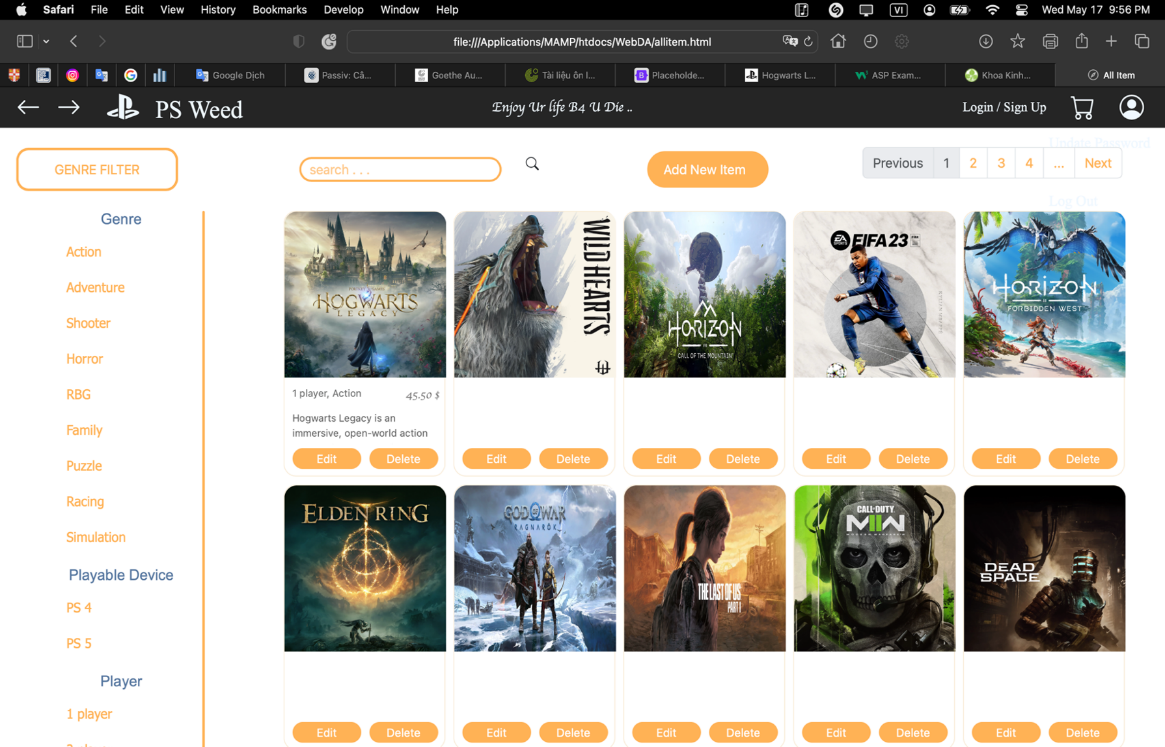 Safari File Edit View History Bookmarks Develop Window Help VI Wed May 17 9:56 PM
file:///Applications/MAMP/htdocs/WebDA/allitem.html
Google Dịch Passiv: Cẩ... Goethe Au... Tài liệu ôn l... Placeholde... Hogwarts L... ASP Exam... Khoa Kinh... All Item
PS Weed Enjoy Ur life B4 U Die .. Login / Sign Up
Update Password
Log Out
GENRE FILTER search . . . Add New Item Previous 1 2 3 4 ... Next
Genre
Action
Adventure
Shooter
Horror
RBG
Family
Puzzle
Racing
Simulation
Playable Device
PS 4
PS 5
Player
1 player
HOGWARTS
LEGACY
WILD HEARTS
HORIZON
CALL OF THE MOUNTAIN
EA SPORTS FIFA 23
HORIZON
FORBIDDEN WEST
1 player, Action 45.50 $
Hogwarts Legacy is an
immersive, open-world action
Edit Delete Edit Delete Edit Delete Edit Delete Edit Delete
ELDEN RING
GOD OF WAR
RAGNARÖK
THE LAST OF US
PART I
CALL·DUTY
MWII
DEAD
SPACE
Edit Delete Edit Delete Edit Delete Edit Delete Edit Delete